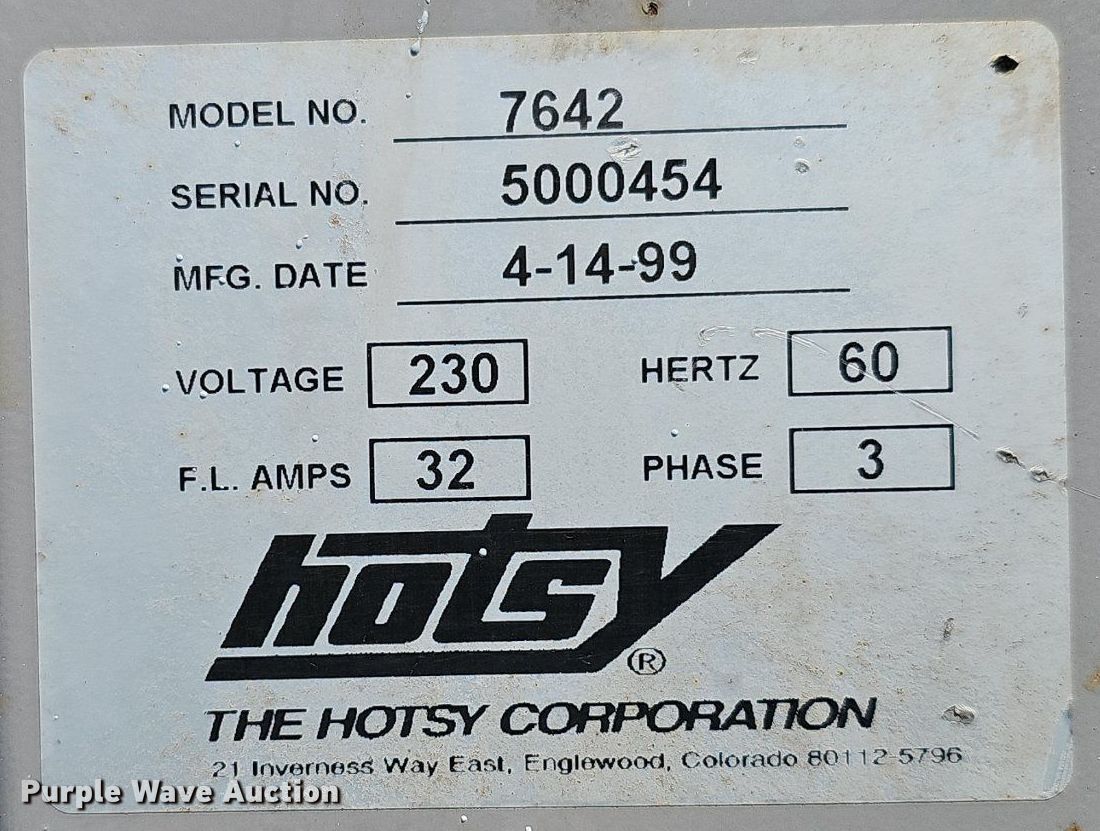 MODEL NO. 7642
SERIAL NO. 5000454
MFG. DATE 4-14-99
VOLTAGE 230 HERTZ 60
F.L. AMPS 32 PHASE 3
hotsy ®
THE HOTSY CORPORATION
21 Inverness Way East, Englewood, Colorado 80112-5796
Purple Wave Auction